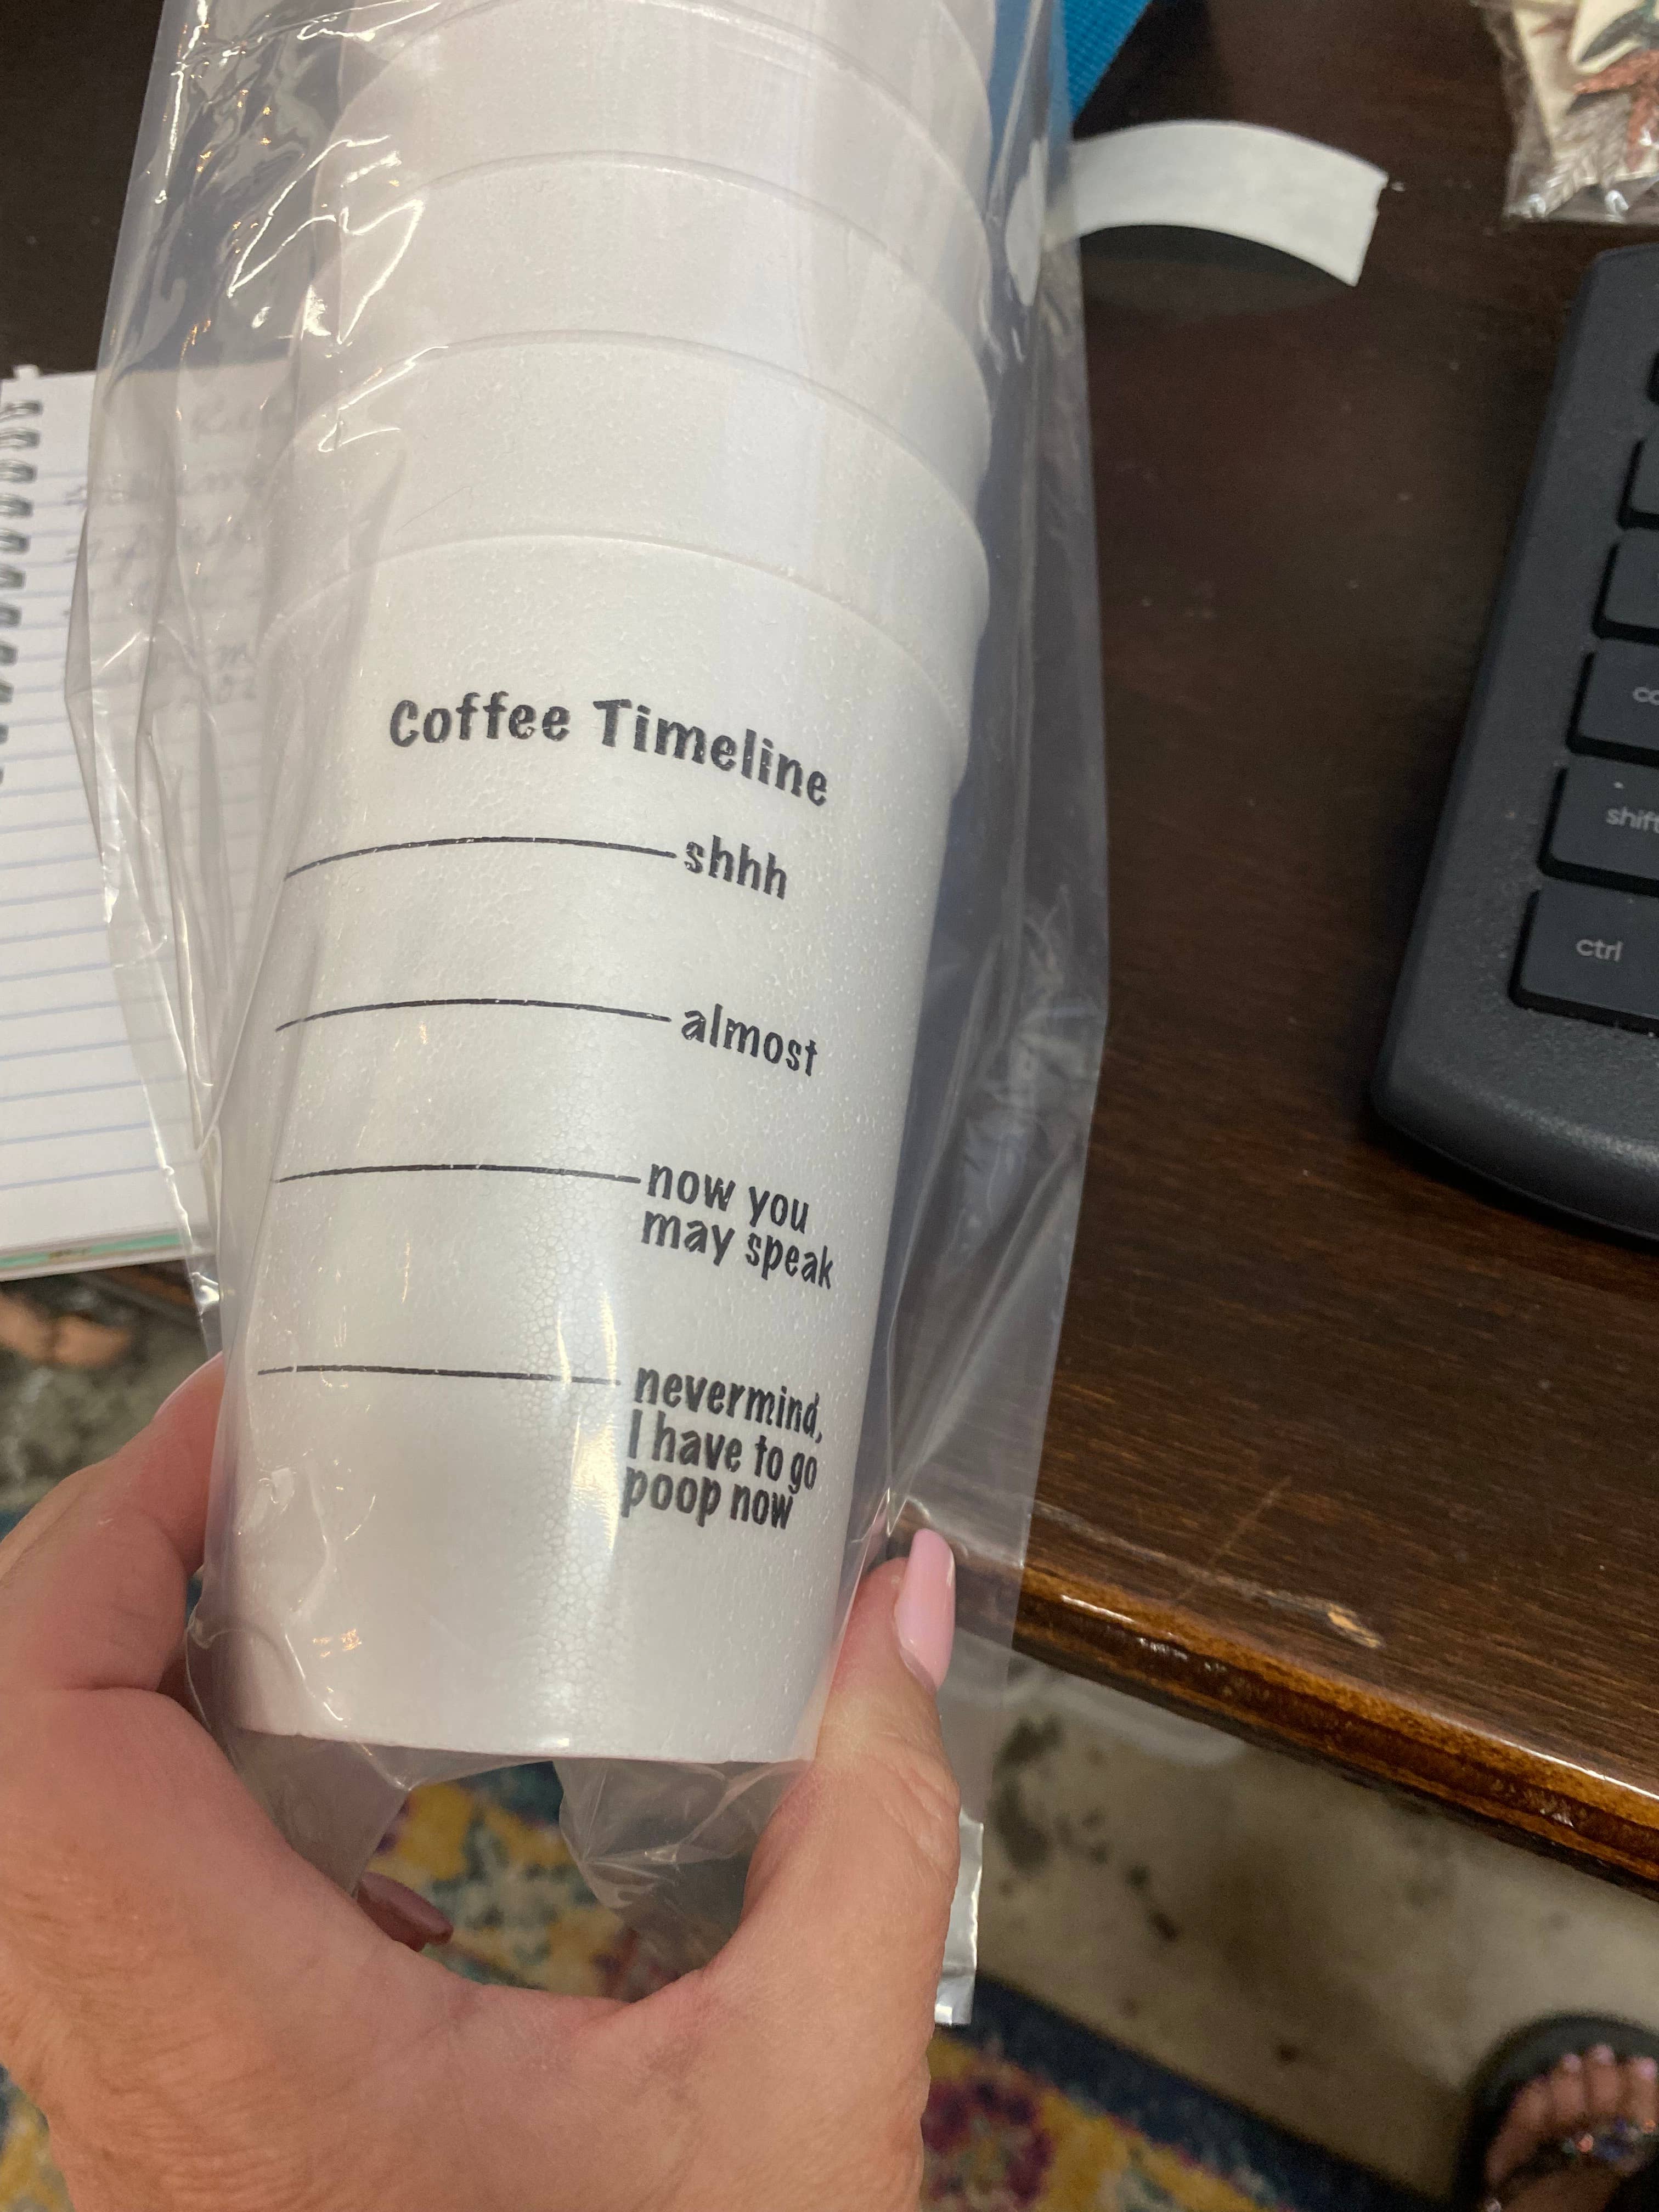 Coffee Timeline
shhh
almost
now you
may speak
nevermind,
I have to go
poop now
shift
ctrl